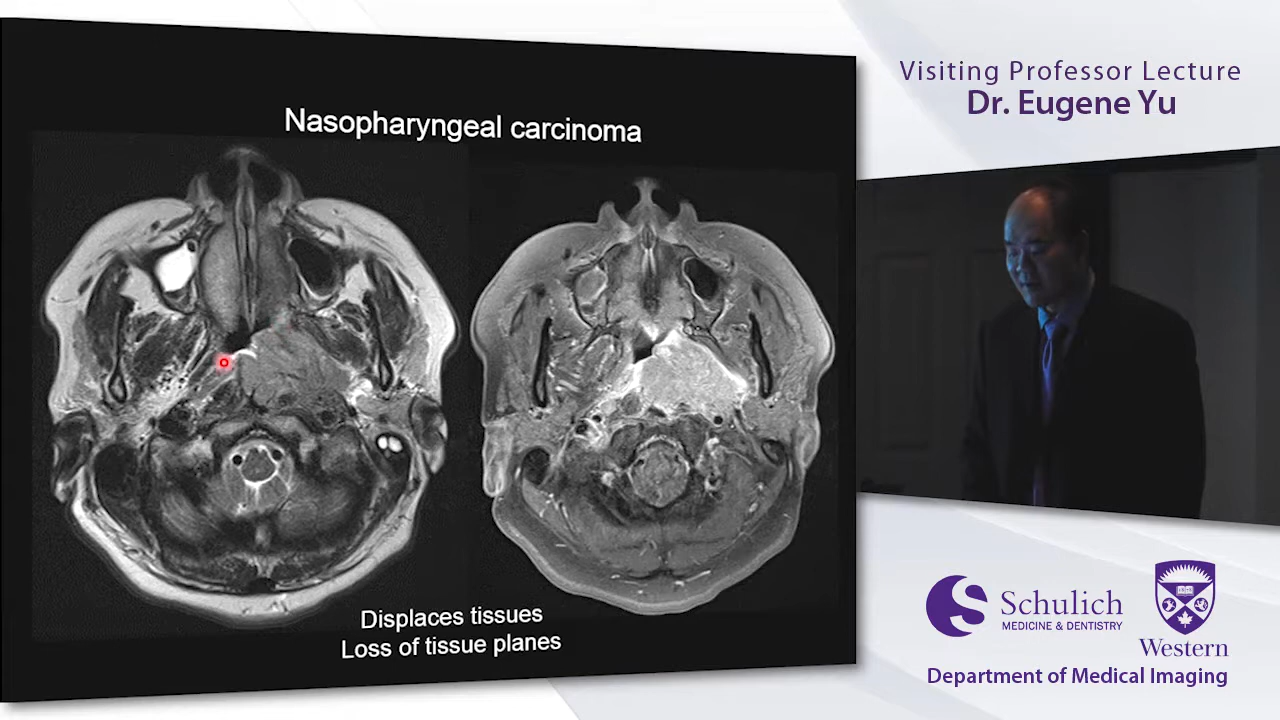 Nasopharyngeal carcinoma
Displaces tissues
Loss of tissue planes
Visiting Professor Lecture
Dr. Eugene Yu
Schulich
MEDICINE & DENTISTRY
Western
Department of Medical Imaging